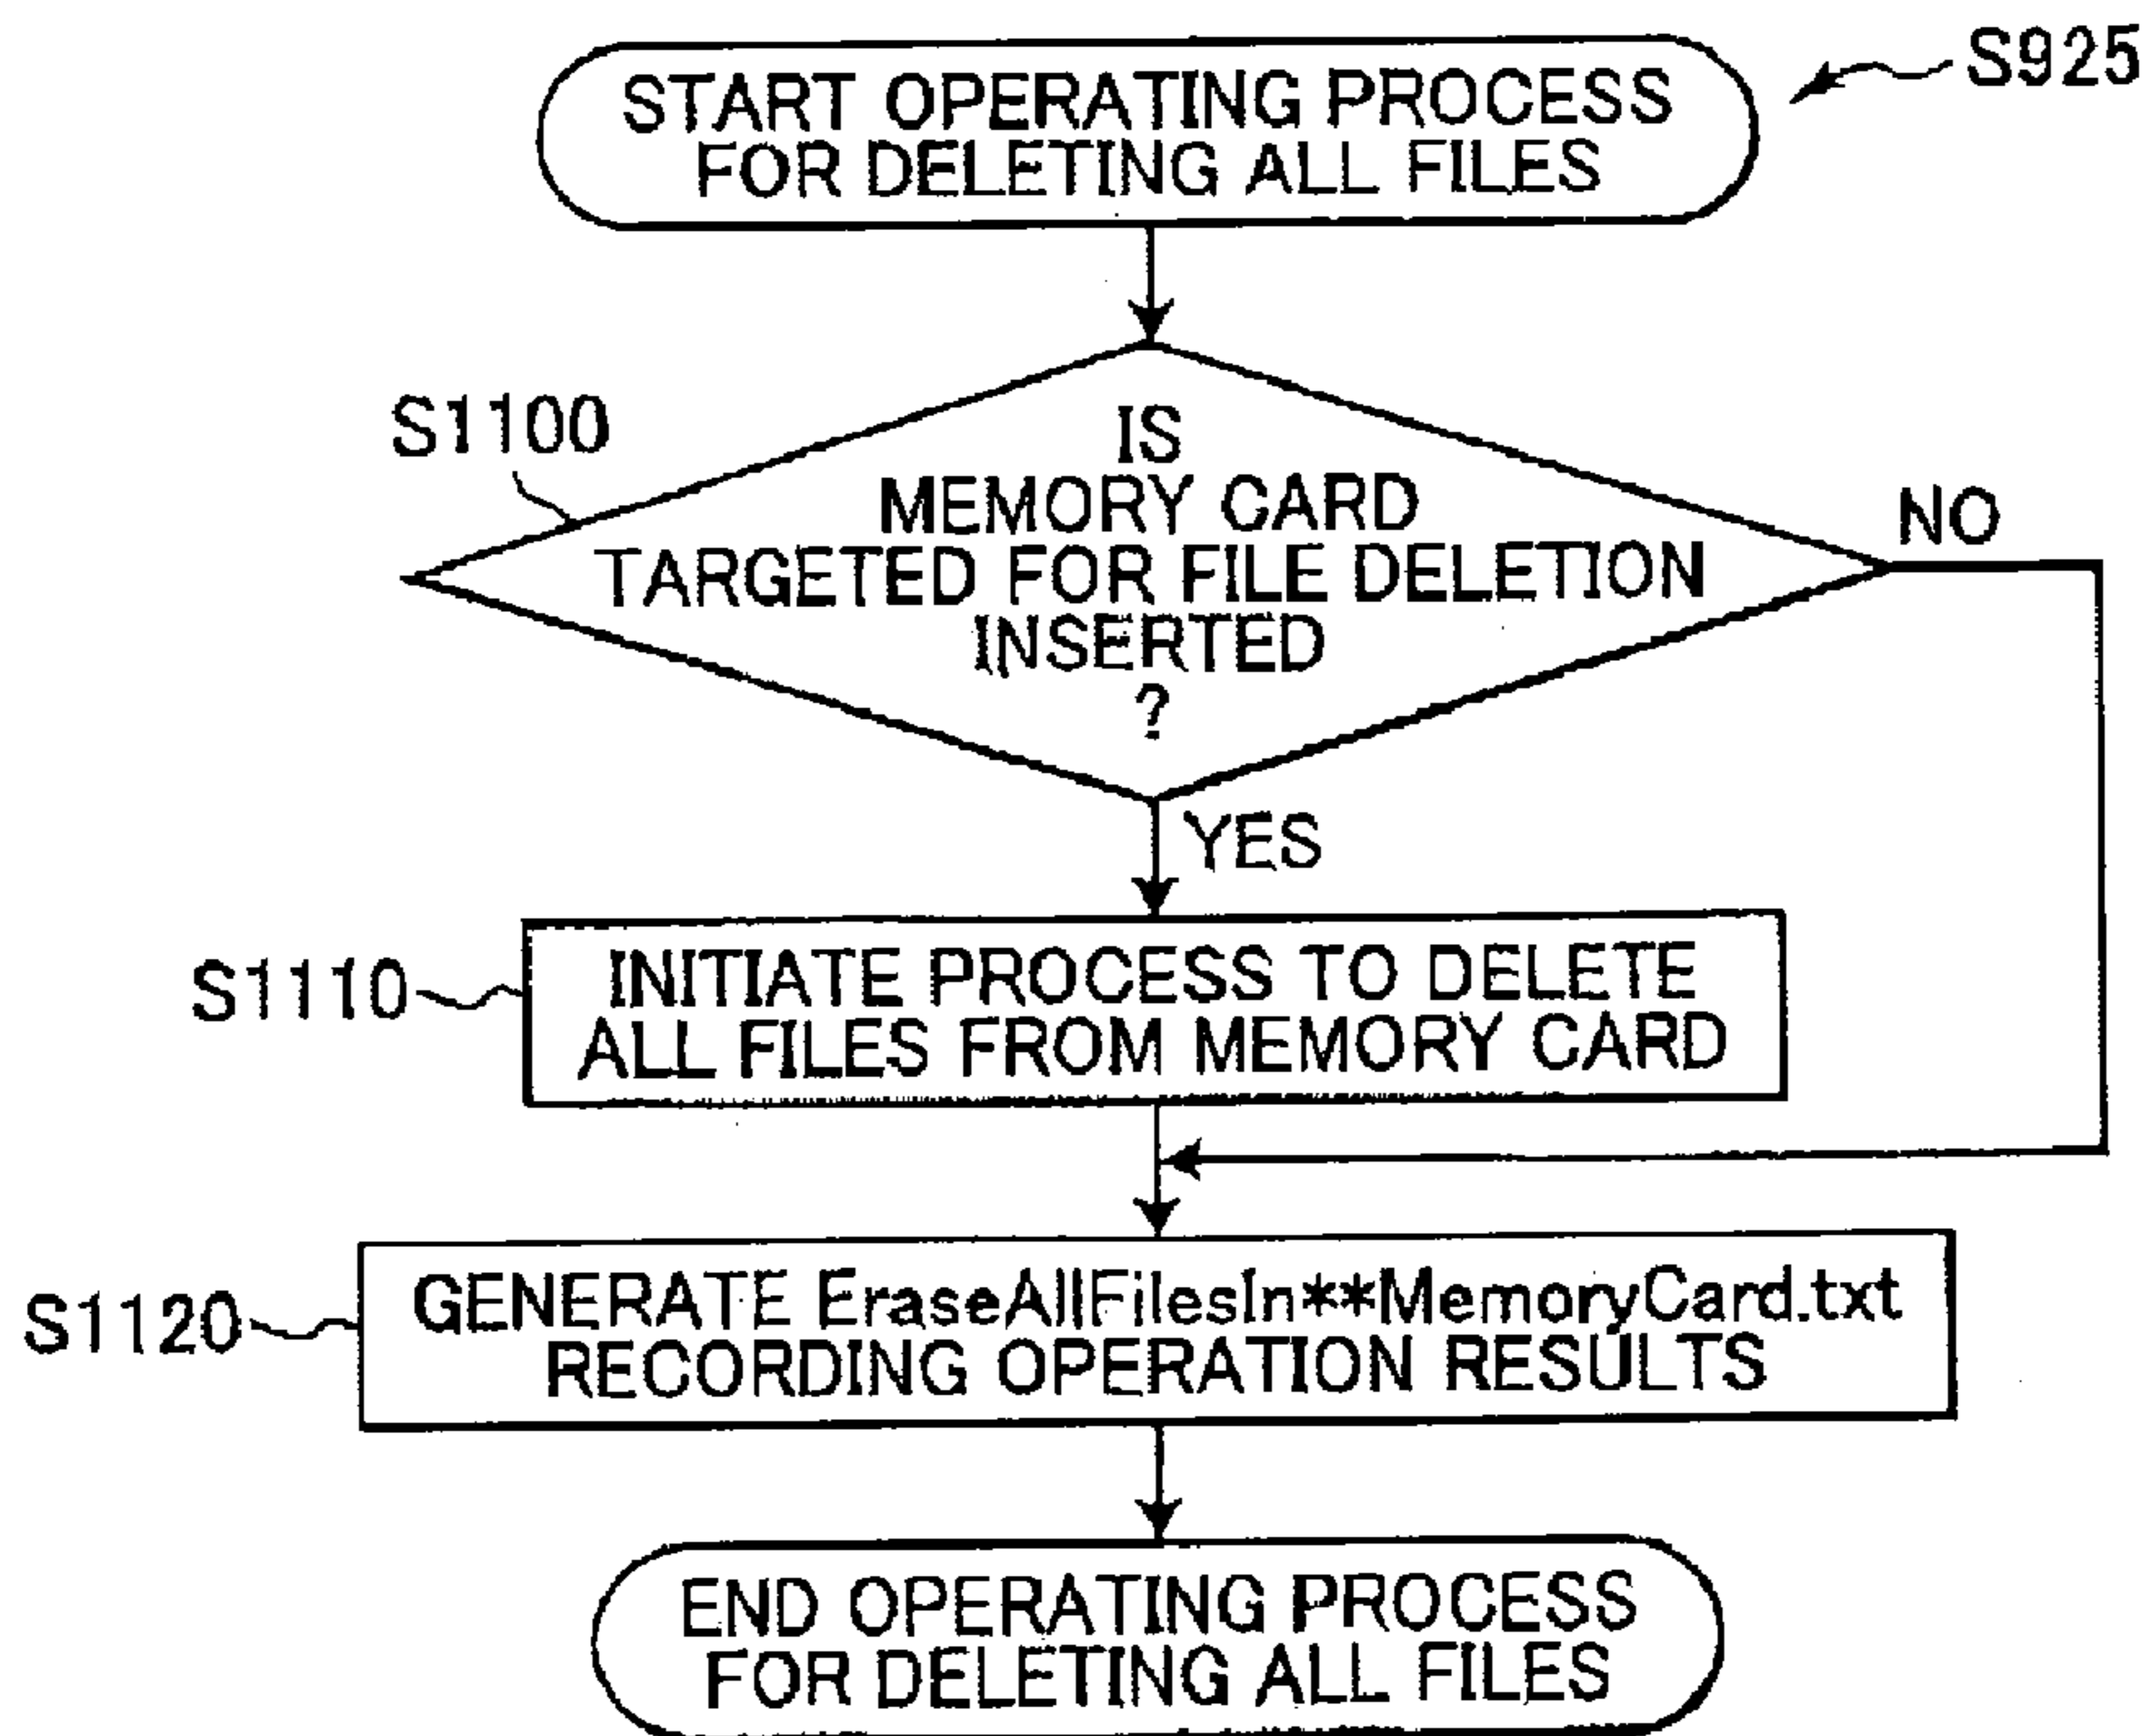 S925
START OPERATING PROCESS
FOR DELETING ALL FILES
S1100
IS
MEMORY CARD
TARGETED FOR FILE DELETION
INSERTED
?
NO
YES
S1110
INITIATE PROCESS TO DELETE
ALL FILES FROM MEMORY CARD
S1120
GENERATE EraseAllFilesIn**MemoryCard.txt
RECORDING OPERATION RESULTS
END OPERATING PROCESS
FOR DELETING ALL FILES